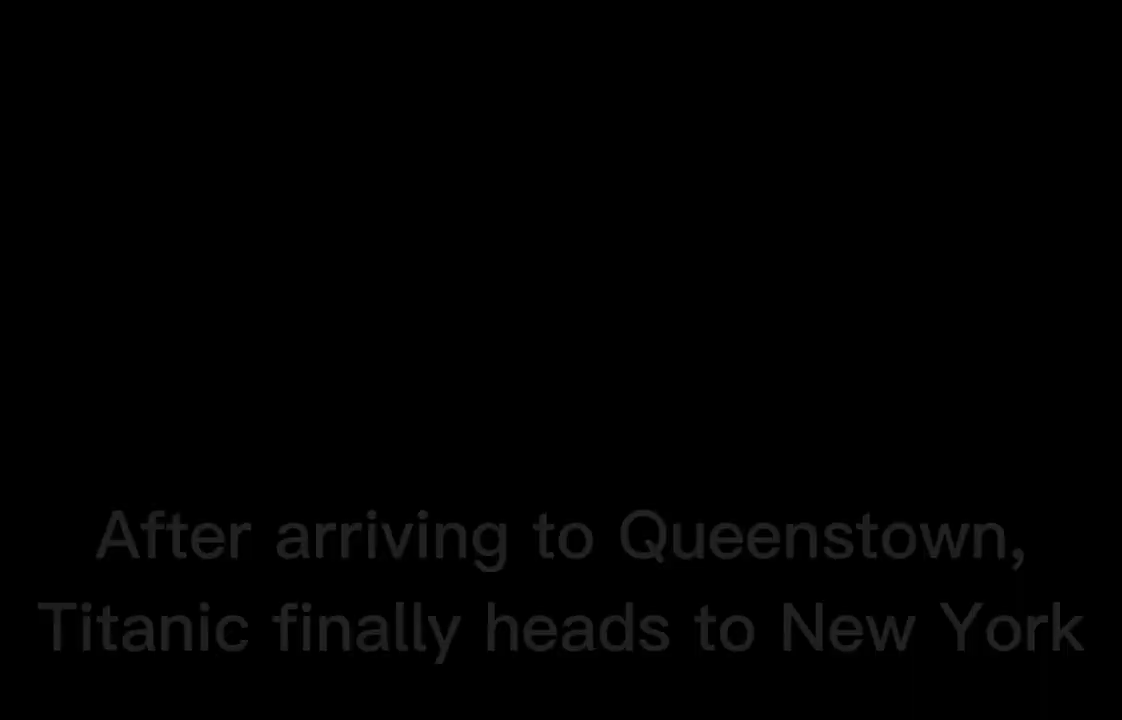 After arriving to Queenstown,
Titanic finally heads to New York